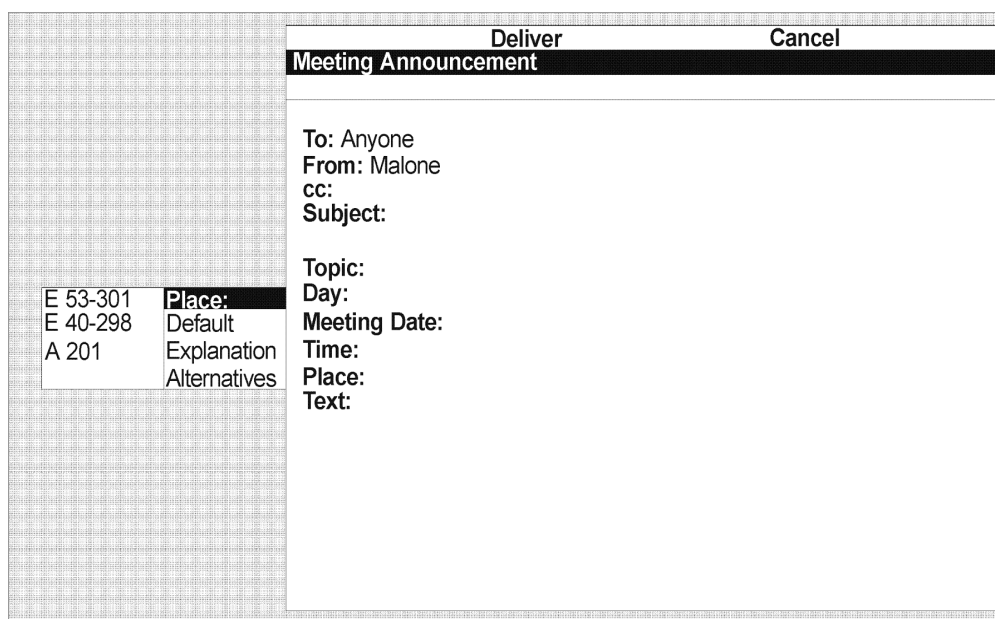 Deliver Cancel
Meeting Announcement
To: Anyone
From: Malone
cc:
Subject:
Topic:
Day:
Meeting Date:
Time:
Place:
Text:
E 53-301
E 40-298
A 201
Place:
Default
Explanation
Alternatives